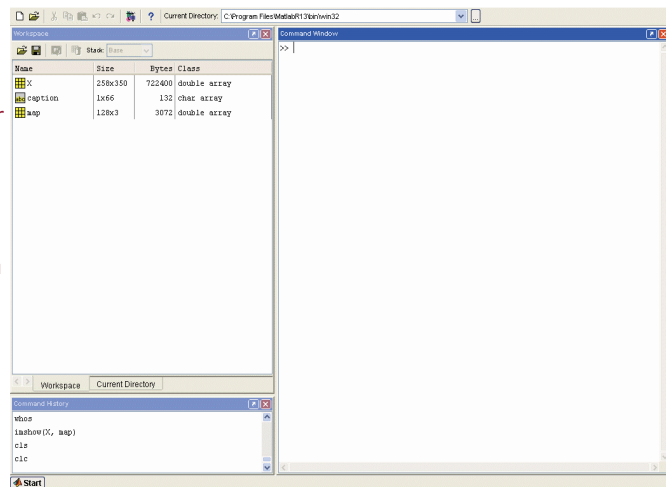 Current Directory: C:\Program Files\MatlabR13\bin\win32
Workspace
Stack: Base
Name Size Bytes Class
X 258x350 722400 double array
abc caption 1x66 132 char array
map 128x3 3072 double array
Workspace Current Directory
Command History
whos
imshow(X, map)
cls
clc
Start
Command Window
>>